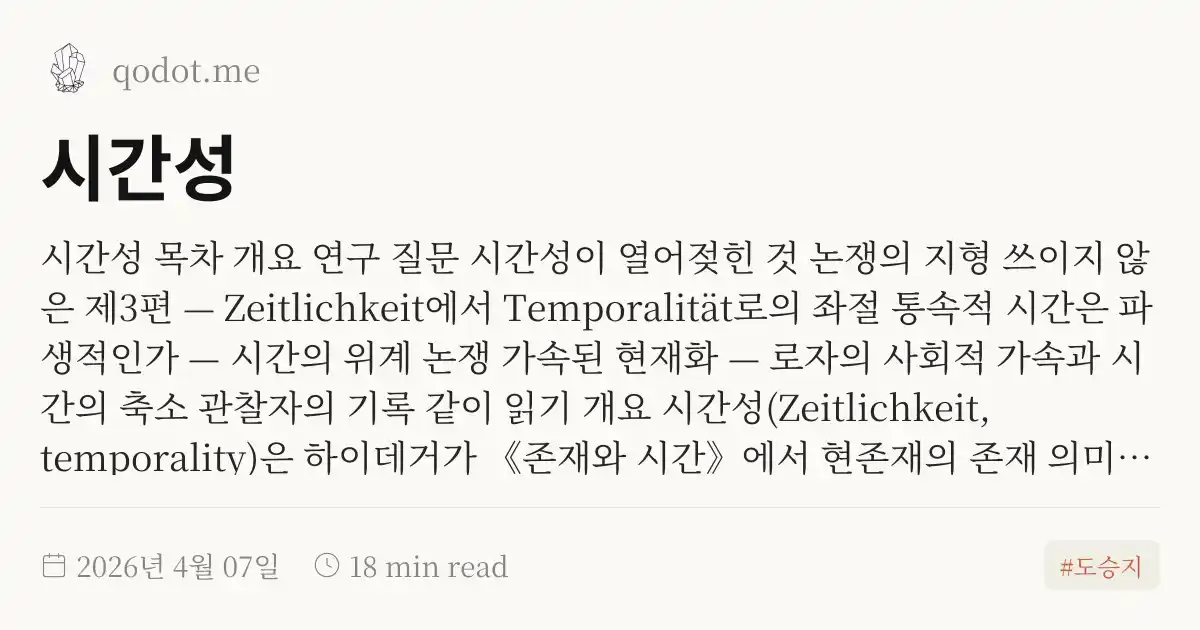 qodot.me
시간성
시간성 목차 개요 연구 질문 시간성이 열어젖힌 것 논쟁의 지형 쓰이지 않
은 제3편 — Zeitlichkeit에서 Temporalität로의 좌절 통속적 시간은 파
생적인가 — 시간의 위계 논쟁 가속된 현재화 — 로자의 사회적 가속과 시
간의 축소 관찰자의 기록 같이 읽기 개요 시간성(Zeitlichkeit,
temporality)은 하이데거가 《존재와 시간》에서 현존재의 존재 의미…
2026년 4월 07일 18 min read
#도승지